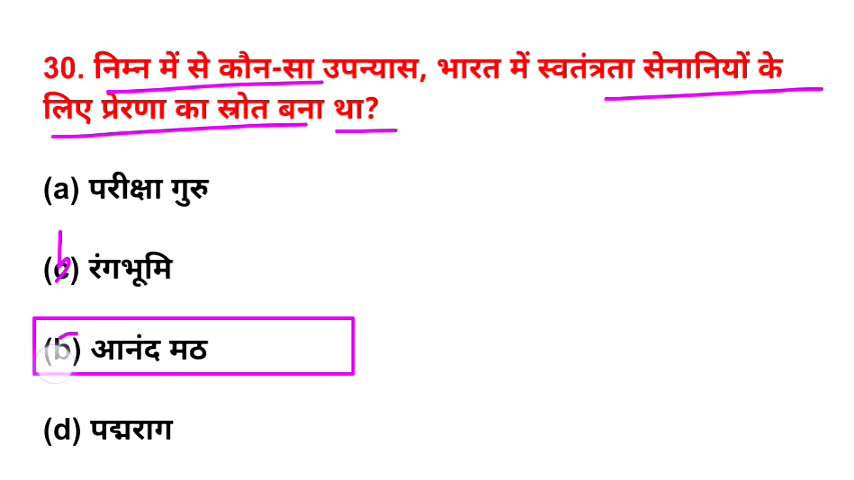 30. निम्न में से कौन-सा उपन्यास, भारत में स्वतंत्रता सेनानियों के
लिए प्रेरणा का स्रोत बना था?
(a) परीक्षा गुरु
(c) रंगभूमि
(b) आनंद मठ
(d) पद्मराग